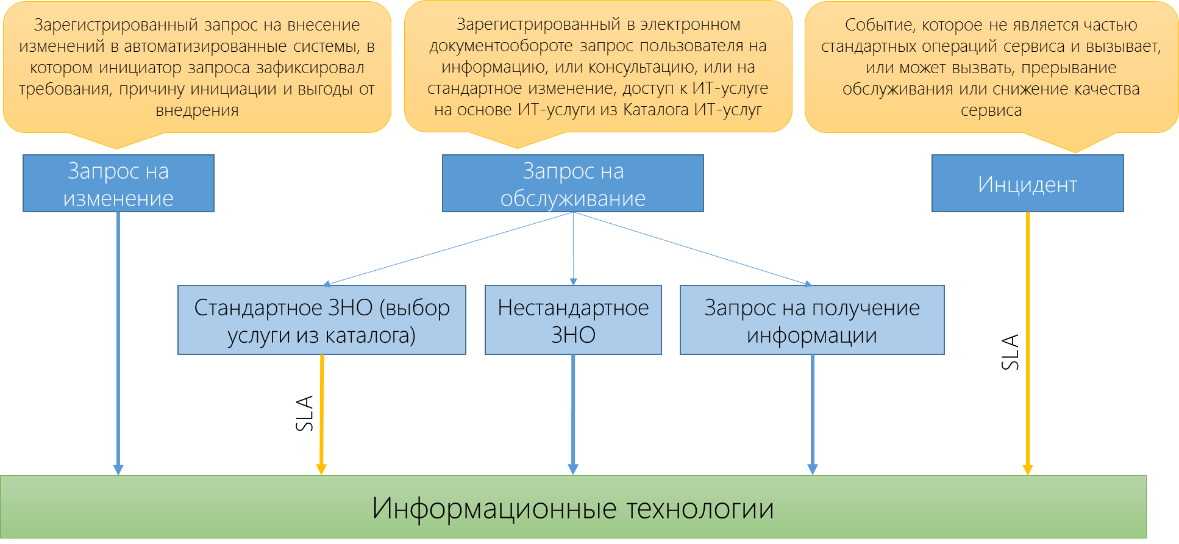 Зарегистрированный запрос на внесение
изменений в автоматизированные системы, в
котором инициатор запроса зафиксировал
требования, причину инициации и выгоды от
внедрения
Зарегистрированный в электронном
документообороте запрос пользователя на
информацию, или консультацию, или на
стандартное изменение, доступ к ИТ-услуге
на основе ИТ-услуги из Каталога ИТ-услуг
Событие, которое не является частью
стандартных операций сервиса и вызывает,
или может вызвать, прерывание
обслуживания или снижение качества
сервиса
Запрос на
изменение
Запрос на
обслуживание
Инцидент
Стандартное ЗНО (выбор
услуги из каталога)
Нестандартное
ЗНО
Запрос на получение
информации
SLA
SLA
Информационные технологии